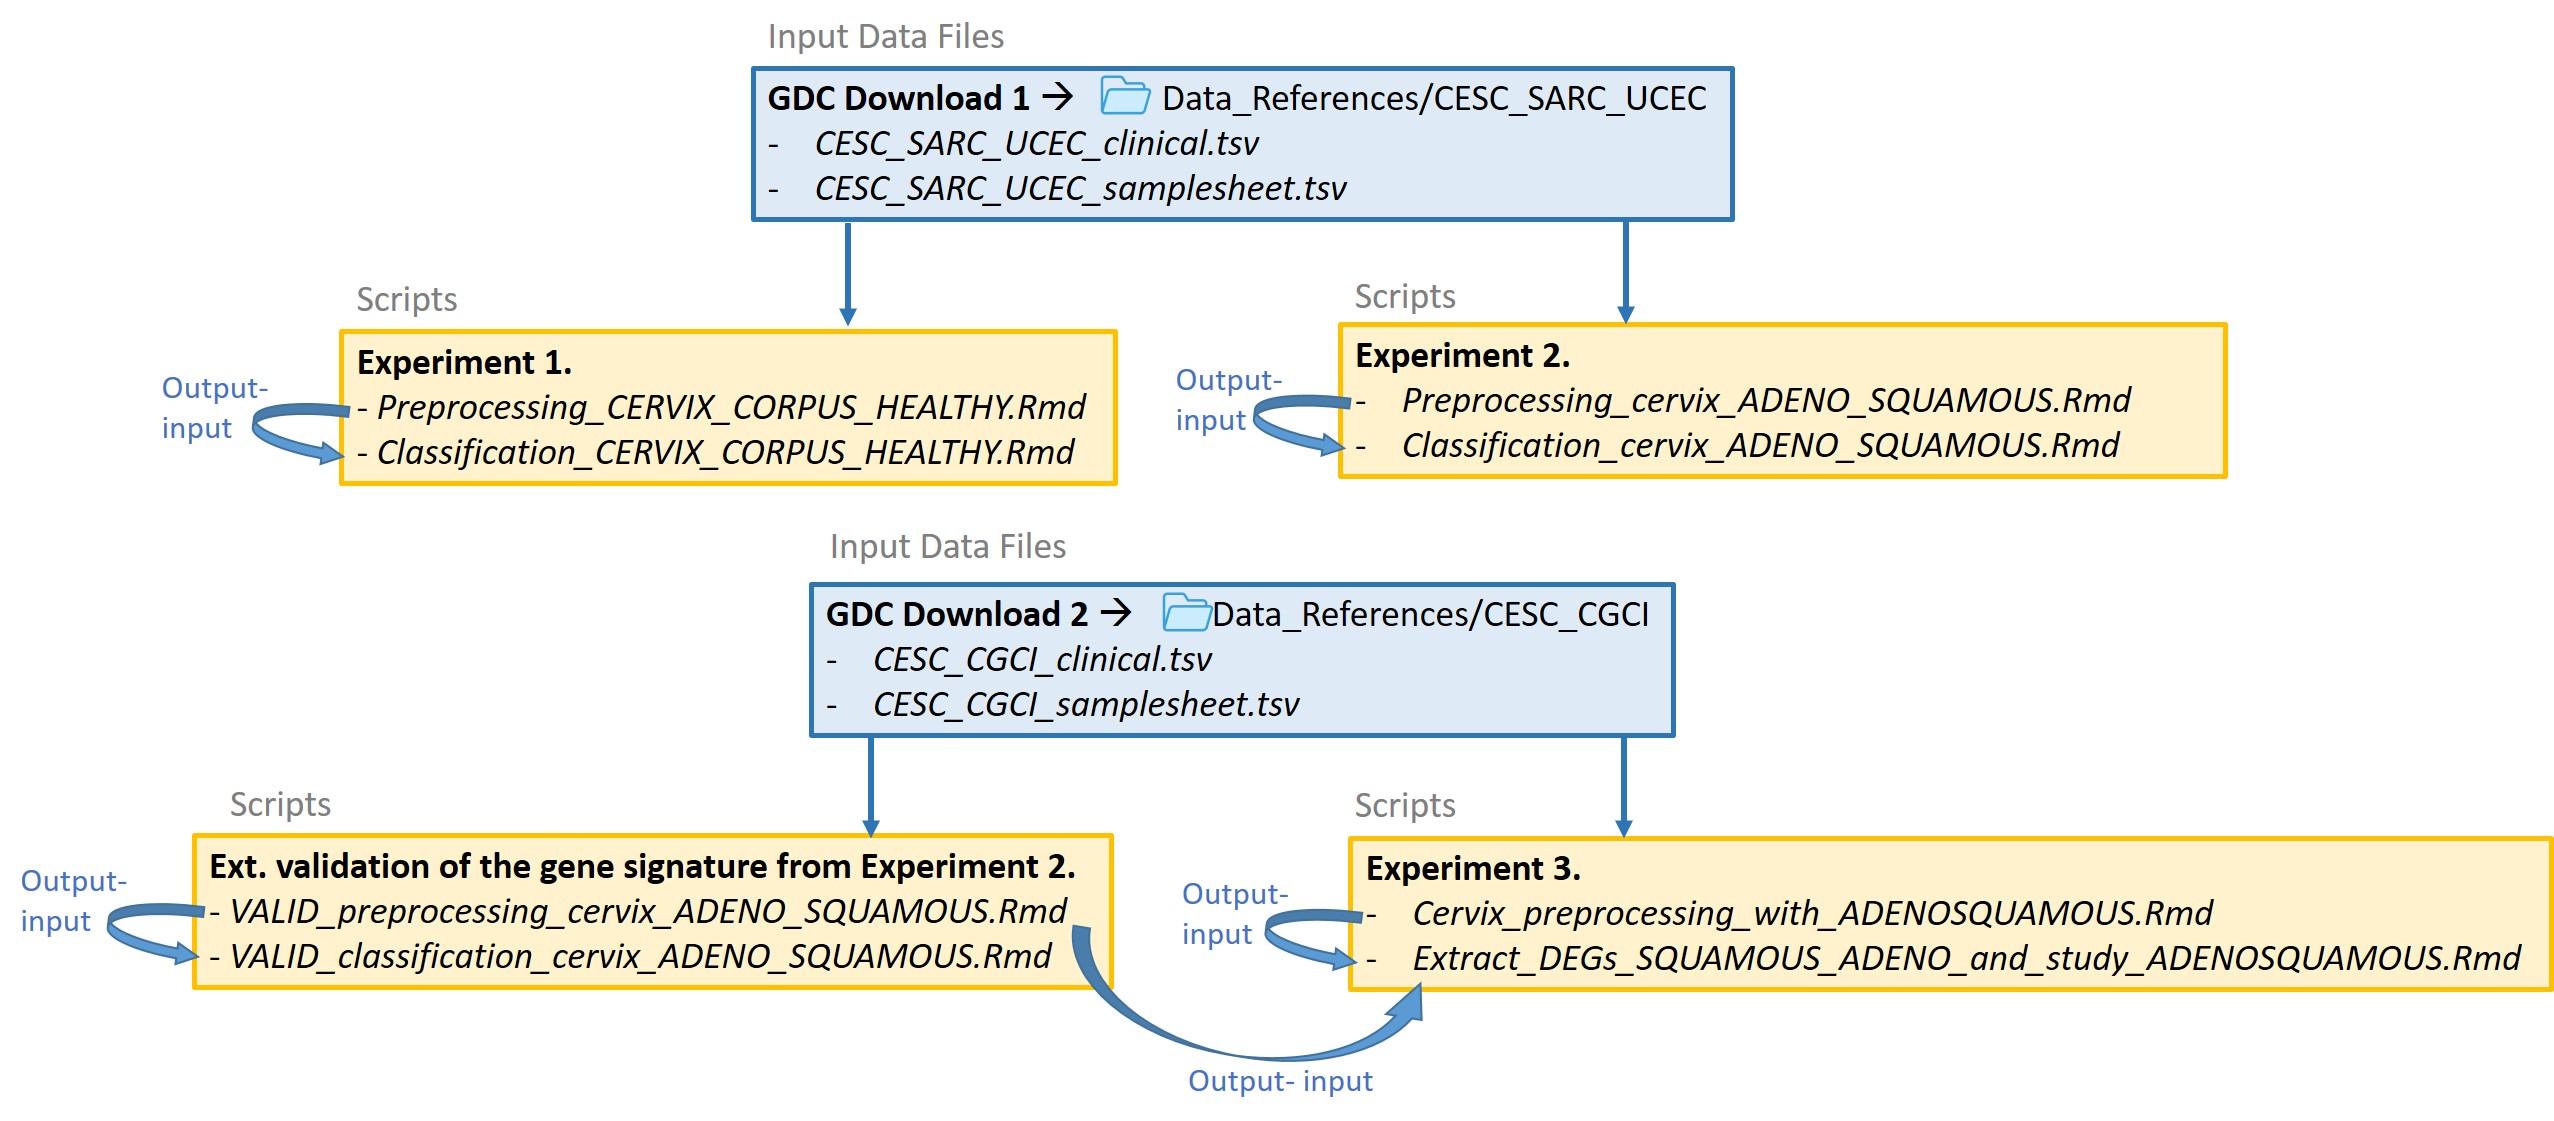 Input Data Files
GDC Download 1 → Data_References/CESC_SARC_UCEC
- CESC_SARC_UCEC_clinical.tsv
- CESC_SARC_UCEC_samplesheet.tsv
Scripts
Experiment 1.
- Preprocessing_CERVIX_CORPUS_HEALTHY.Rmd
- Classification_CERVIX_CORPUS_HEALTHY.Rmd
Output-
input
Scripts
Experiment 2.
- Preprocessing_cervix_ADENO_SQUAMOUS.Rmd
- Classification_cervix_ADENO_SQUAMOUS.Rmd
Output-
input
Input Data Files
GDC Download 2 → Data_References/CESC_CGCI
- CESC_CGCI_clinical.tsv
- CESC_CGCI_samplesheet.tsv
Scripts
Ext. validation of the gene signature from Experiment 2.
- VALID_preprocessing_cervix_ADENO_SQUAMOUS.Rmd
- VALID_classification_cervix_ADENO_SQUAMOUS.Rmd
Output-
input
Scripts
Experiment 3.
- Cervix_preprocessing_with_ADENOSQUAMOUS.Rmd
- Extract_DEGs_SQUAMOUS_ADENO_and_study_ADENOSQUAMOUS.Rmd
Output-
input
Output- input